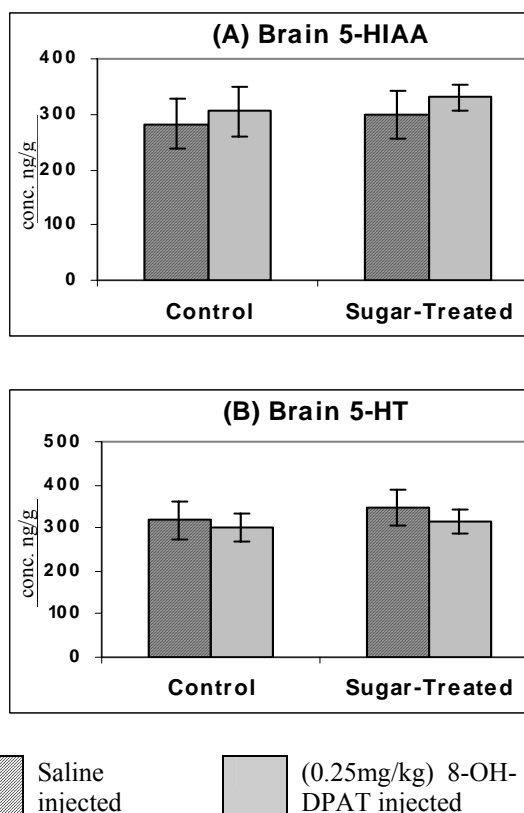 (A) Brain 5-HIAA
400
300
200
100
0
conc. ng/g
Control Sugar-Treated
(B) Brain 5-HT
500
400
300
200
100
0
conc. ng/g
Control Sugar-Treated
Saline
injected
(0.25mg/kg) 8-OH-
DPAT injected